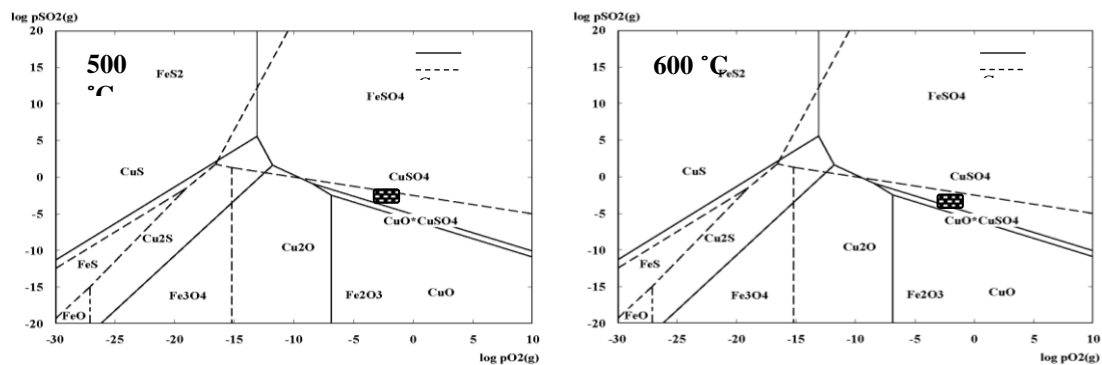 log pSO2(g)
20
15
10
5
0
-5
-10
-15
-20
500
˚C
FeS2
FeSO4
CuS
CuSO4
CuO*CuSO4
Cu2S
Cu2O
FeS
Fe3O4
Fe2O3
CuO
FeO
-30 -25 -20 -15 -10 -5 0 5 10
log pO2(g)
log pSO2(g)
20
15
10
5
0
-5
-10
-15
-20
600 ˚C
FeS2
FeSO4
CuS
CuSO4
CuO*CuSO4
Cu2S
Cu2O
FeS
Fe3O4
Fe2O3
CuO
FeO
-30 -25 -20 -15 -10 -5 0 5 10
log pO2(g)